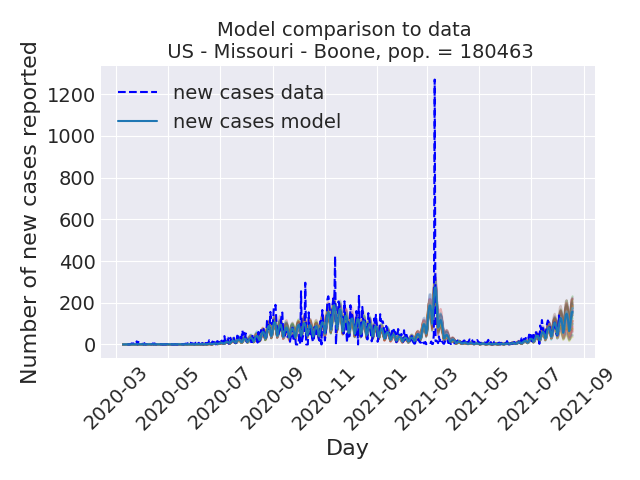 Model comparison to data
US - Missouri - Boone, pop. = 180463
Number of new cases reported
1200
1000
800
600
400
200
0
new cases data
new cases model
2020-03
2020-05
2020-07
2020-09
2020-11
2021-01
2021-03
2021-05
2021-07
2021-09
Day